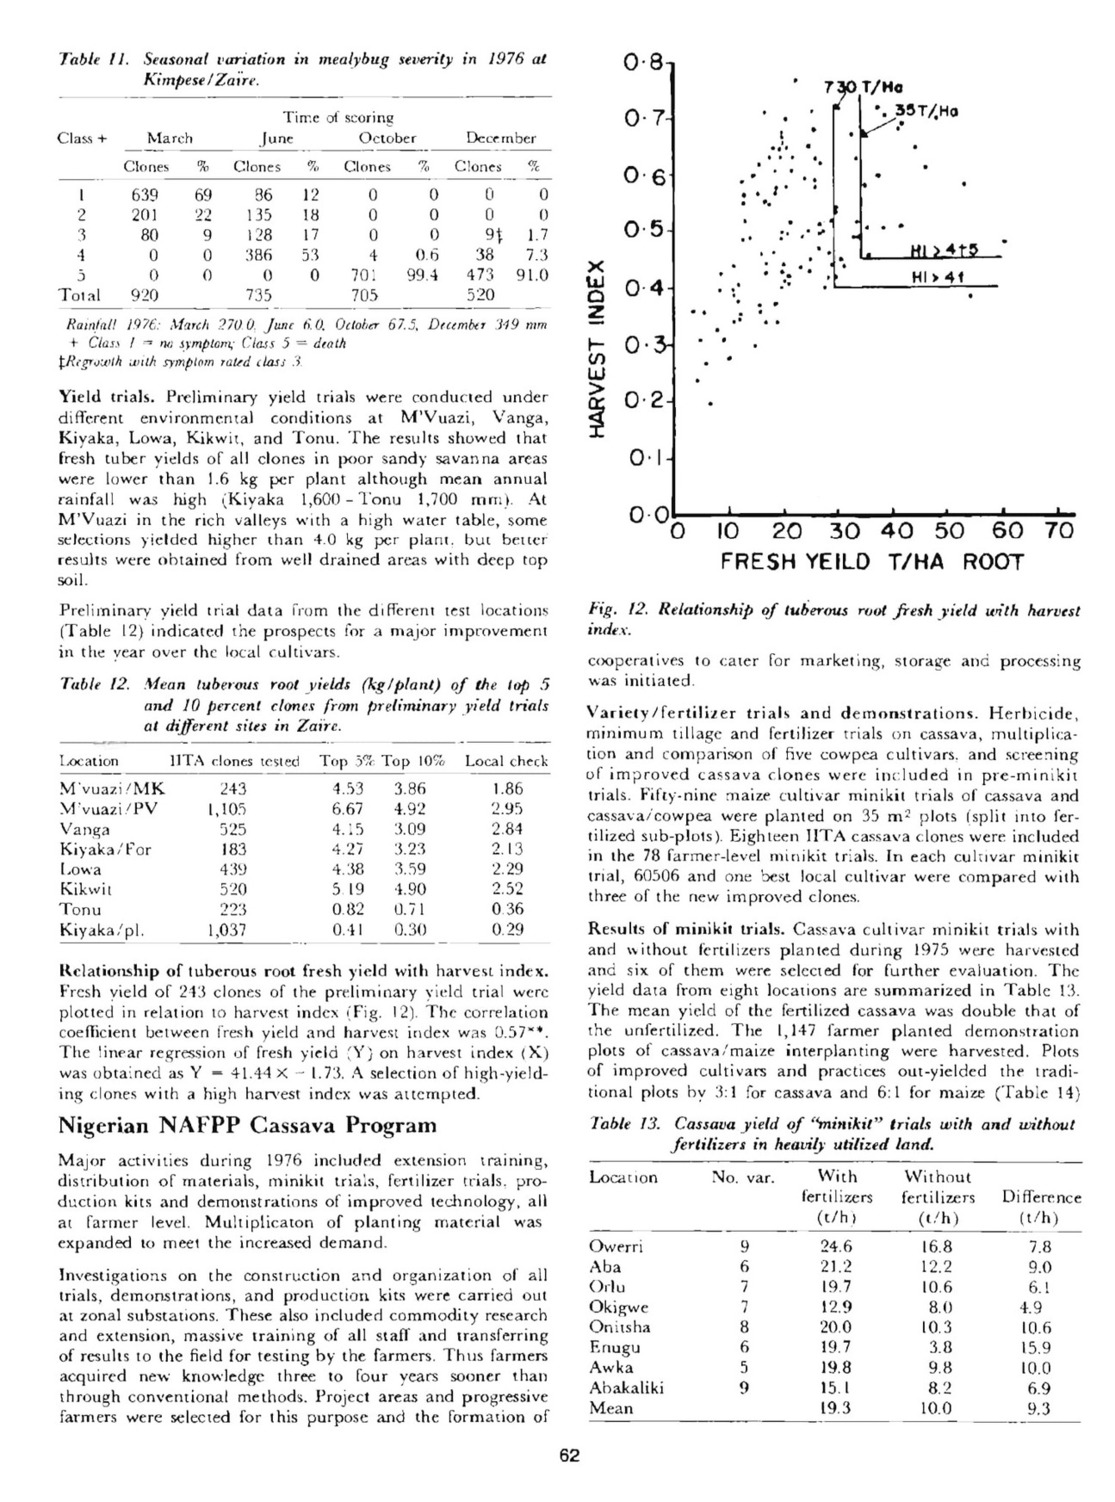 Table 11. Seasonal variation in mealybug severity in 1976 at
Kimpese/Zaïre.
Time of scoring
Class + March June October December
Clones % Clones % Clones % Clones %
1 639 69 86 12 0 0 0 0
2 201 22 135 18 0 0 0 0
3 80 9 128 17 0 0 9‡ 1.7
4 0 0 386 53 4 0.6 38 7.3
5 0 0 0 0 701 99.4 473 91.0
Total 920 735 705 520
Rainfall 1976: March 270.0, June 6.0, October 67.5, December 349 mm
+ Class 1 = no symptom; Class 5 = death
‡Regrowth with symptom rated class 3.
Yield trials. Preliminary yield trials were conducted under
different environmental conditions at M'Vuazi, Vanga,
Kiyaka, Lowa, Kikwit, and Tonu. The results showed that
fresh tuber yields of all clones in poor sandy savanna areas
were lower than 1.6 kg per plant although mean annual
rainfall was high (Kiyaka 1,600 – Tonu 1,700 mm). At
M'Vuazi in the rich valleys with a high water table, some
selections yielded higher than 4.0 kg per plant, but better
results were obtained from well drained areas with deep top
soil.
Preliminary yield trial data from the different test locations
(Table 12) indicated the prospects for a major improvement
in the year over the local cultivars.
Table 12. Mean tuberous root yields (kg/plant) of the top 5
and 10 percent clones from preliminary yield trials
at different sites in Zaïre.
Location IITA clones tested Top 5% Top 10% Local check
M'vuazi/MK 243 4.53 3.86 1.86
M'vuazi/PV 1,105 6.67 4.92 2.95
Vanga 525 4.15 3.09 2.84
Kiyaka/For 183 4.27 3.23 2.13
Lowa 439 4.38 3.59 2.29
Kikwit 520 5.19 4.90 2.52
Tonu 223 0.82 0.71 0.36
Kiyaka/pl. 1,037 0.41 0.30 0.29
Relationship of tuberous root fresh yield with harvest index.
Fresh yield of 243 clones of the preliminary yield trial were
plotted in relation to harvest index (Fig. 12). The correlation
coefficient between fresh yield and harvest index was 0.57**.
The linear regression of fresh yield (Y) on harvest index (X)
was obtained as Y = 41.44 X – 1.73. A selection of high-yield-
ing clones with a high harvest index was attempted.
Nigerian NAFPP Cassava Program
Major activities during 1976 included extension training,
distribution of materials, minikit trials, fertilizer trials, pro-
duction kits and demonstrations of improved technology, all
at farmer level. Multiplicaton of planting material was
expanded to meet the increased demand.
Investigations on the construction and organization of all
trials, demonstrations, and production kits were carried out
at zonal substations. These also included commodity research
and extension, massive training of all staff and transferring
of results to the field for testing by the farmers. Thus farmers
acquired new knowledge three to four years sooner than
through conventional methods. Project areas and progressive
farmers were selected for this purpose and the formation of
0·8
0·7
0·6
0·5
0·4
0·3
0·2
0·1
0·0
HARVEST INDEX
730 T/Ha
35T/Ha
HI > 4t5
HI > 4t
0 10 20 30 40 50 60 70
FRESH YEILD T/HA ROOT
Fig. 12. Relationship of tuberous root fresh yield with harvest
index.
cooperatives to cater for marketing, storage and processing
was initiated.
Variety/fertilizer trials and demonstrations. Herbicide,
minimum tillage and fertilizer trials on cassava, multiplica-
tion and comparison of five cowpea cultivars, and screening
of improved cassava clones were included in pre-minikit
trials. Fifty-nine maize cultivar minikit trials of cassava and
cassava/cowpea were planted on 35 m² plots (split into fer-
tilized sub-plots). Eighteen IITA cassava clones were included
in the 78 farmer-level minikit trials. In each cultivar minikit
trial, 60506 and one best local cultivar were compared with
three of the new improved clones.
Results of minikit trials. Cassava cultivar minikit trials with
and without fertilizers planted during 1975 were harvested
and six of them were selected for further evaluation. The
yield data from eight locations are summarized in Table 13.
The mean yield of the fertilized cassava was double that of
the unfertilized. The 1,147 farmer planted demonstration
plots of cassava/maize interplanting were harvested. Plots
of improved cultivars and practices out-yielded the tradi-
tional plots by 3:1 for cassava and 6:1 for maize (Table 14)
Table 13. Cassava yield of "minikit" trials with and without
fertilizers in heavily utilized land.
Location No. var. With Without
fertilizers fertilizers Difference
(t/h) (t/h) (t/h)
Owerri 9 24.6 16.8 7.8
Aba 6 21.2 12.2 9.0
Orlu 7 19.7 10.6 6.1
Okigwe 7 12.9 8.0 4.9
Onitsha 8 20.0 10.3 10.6
Enugu 6 19.7 3.8 15.9
Awka 5 19.8 9.8 10.0
Abakaliki 9 15.1 8.2 6.9
Mean 19.3 10.0 9.3
62